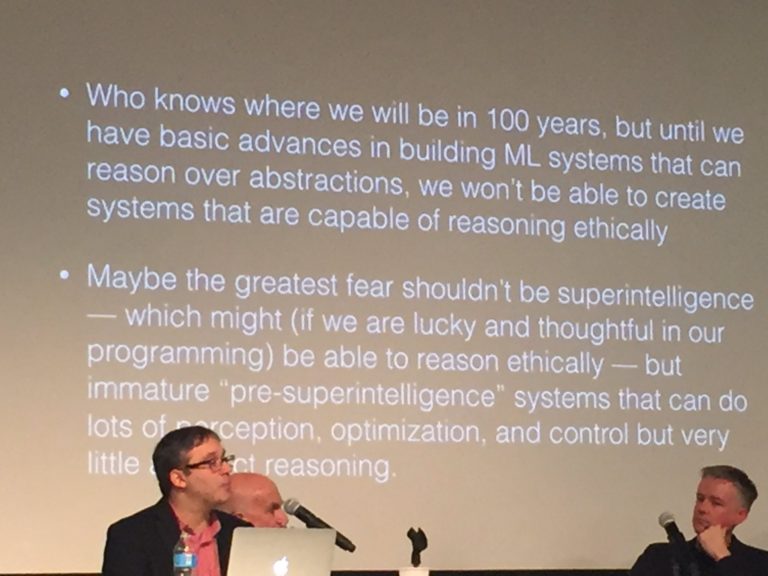 • Who knows where we will be in 100 years, but until we
have basic advances in building ML systems that can
reason over abstractions, we won't be able to create
systems that are capable of reasoning ethically
• Maybe the greatest fear shouldn't be superintelligence
— which might (if we are lucky and thoughtful in our
programming) be able to reason ethically — but
immature “pre-superintelligence” systems that can do
lots of perception, optimization, and control but very
little reasoning.